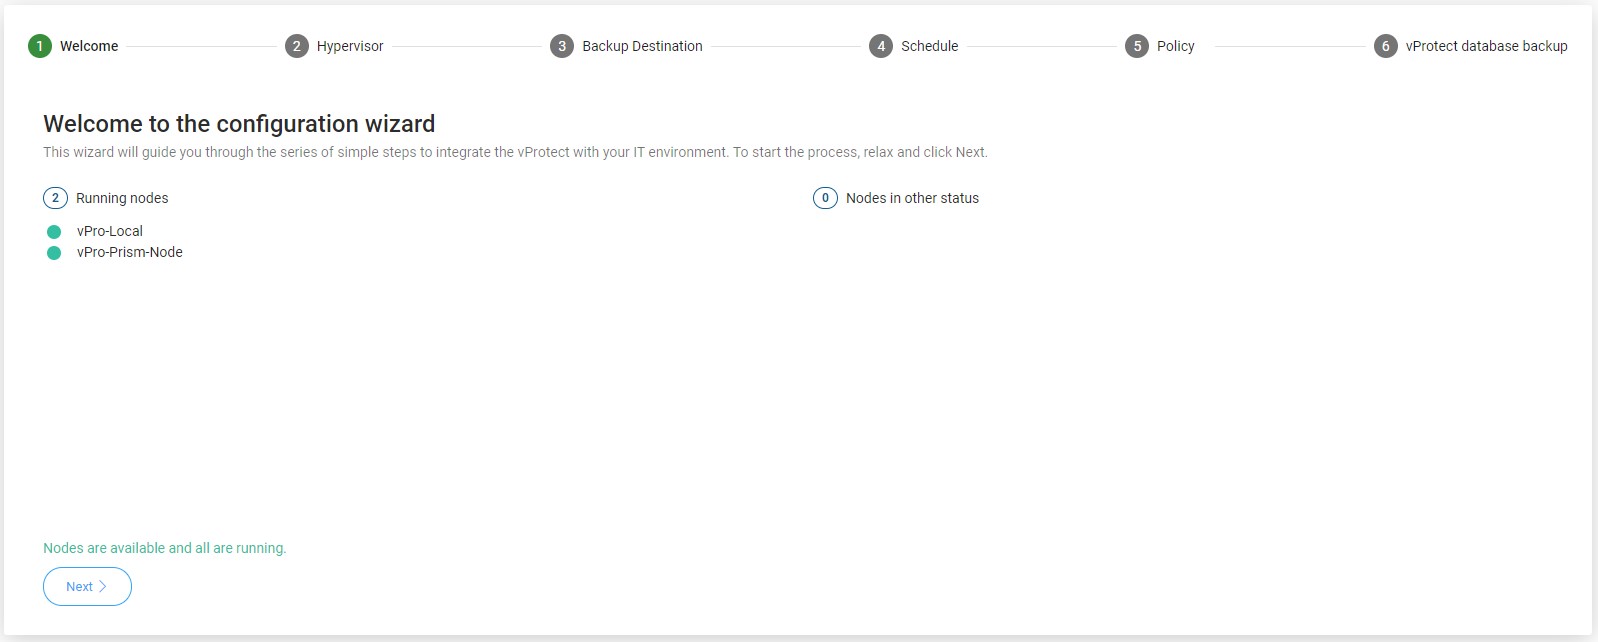 1 Welcome 2 Hypervisor 3 Backup Destination 4 Schedule 5 Policy 6 vProtect database backup
Welcome to the configuration wizard
This wizard will guide you through the series of simple steps to integrate the vProtect with your IT environment. To start the process, relax and click Next.
2 Running nodes
vPro-Local
vPro-Prism-Node
0 Nodes in other status
Nodes are available and all are running.
Next